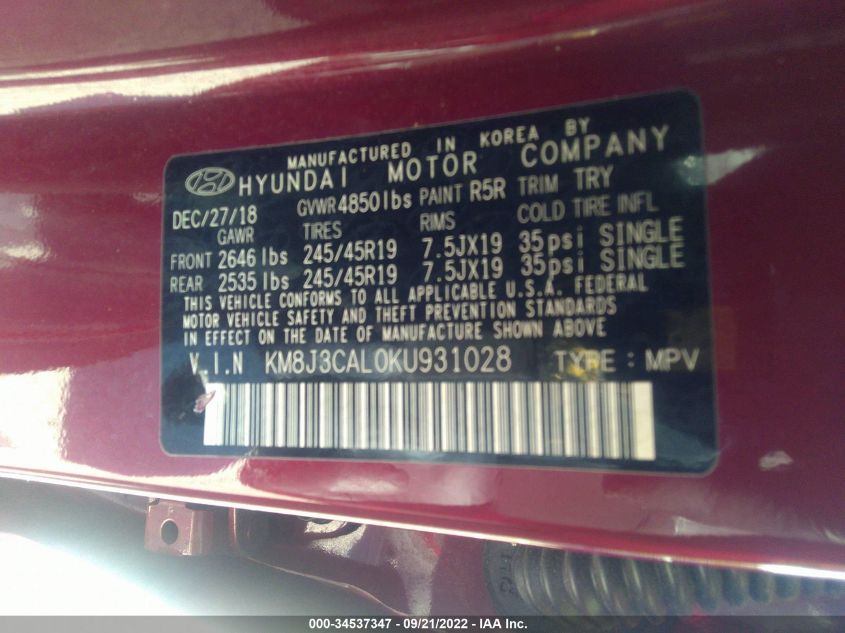 MANUFACTURED IN KOREA BY
HYUNDAI MOTOR COMPANY
DEC/27/18 GVWR 4850 lbs PAINT R5R TRIM TRY
GAWR TIRES RIMS COLD TIRE INFL
FRONT 2646 lbs 245/45R19 7.5JX19 35psi SINGLE
REAR 2535 lbs 245/45R19 7.5JX19 35psi SINGLE
THIS VEHICLE CONFORMS TO ALL APPLICABLE U.S.A. FEDERAL
MOTOR VEHICLE SAFETY AND THEFT PREVENTION STANDARDS
IN EFFECT ON THE DATE OF MANUFACTURE SHOWN ABOVE
V.I.N KM8J3CAL0KU931028 TYPE : MPV
000-34537347 - 09/21/2022 - IAA Inc.